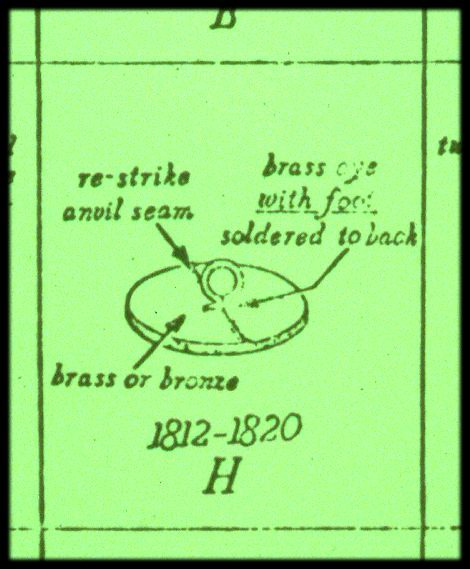 re-strike
anvil seam
brass eye
with foot
soldered to back
brass or bronze
1812-1820
H